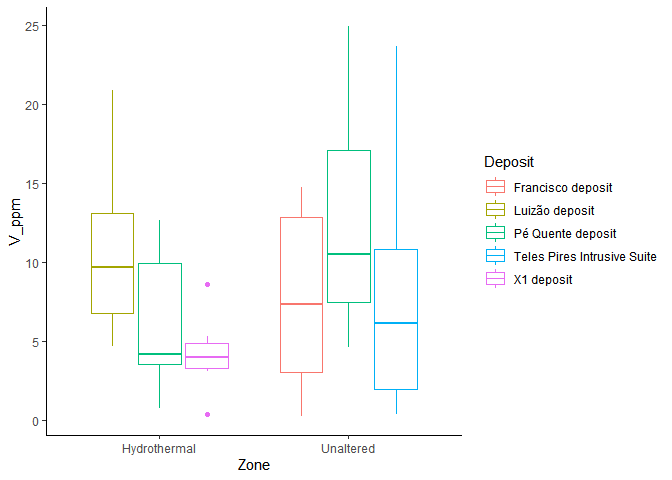 25
20
15
10
5
0
V_ppm
Hydrothermal
Unaltered
Zone
Deposit
Francisco deposit
Luizão deposit
Pé Quente deposit
Teles Pires Intrusive Suite
X1 deposit